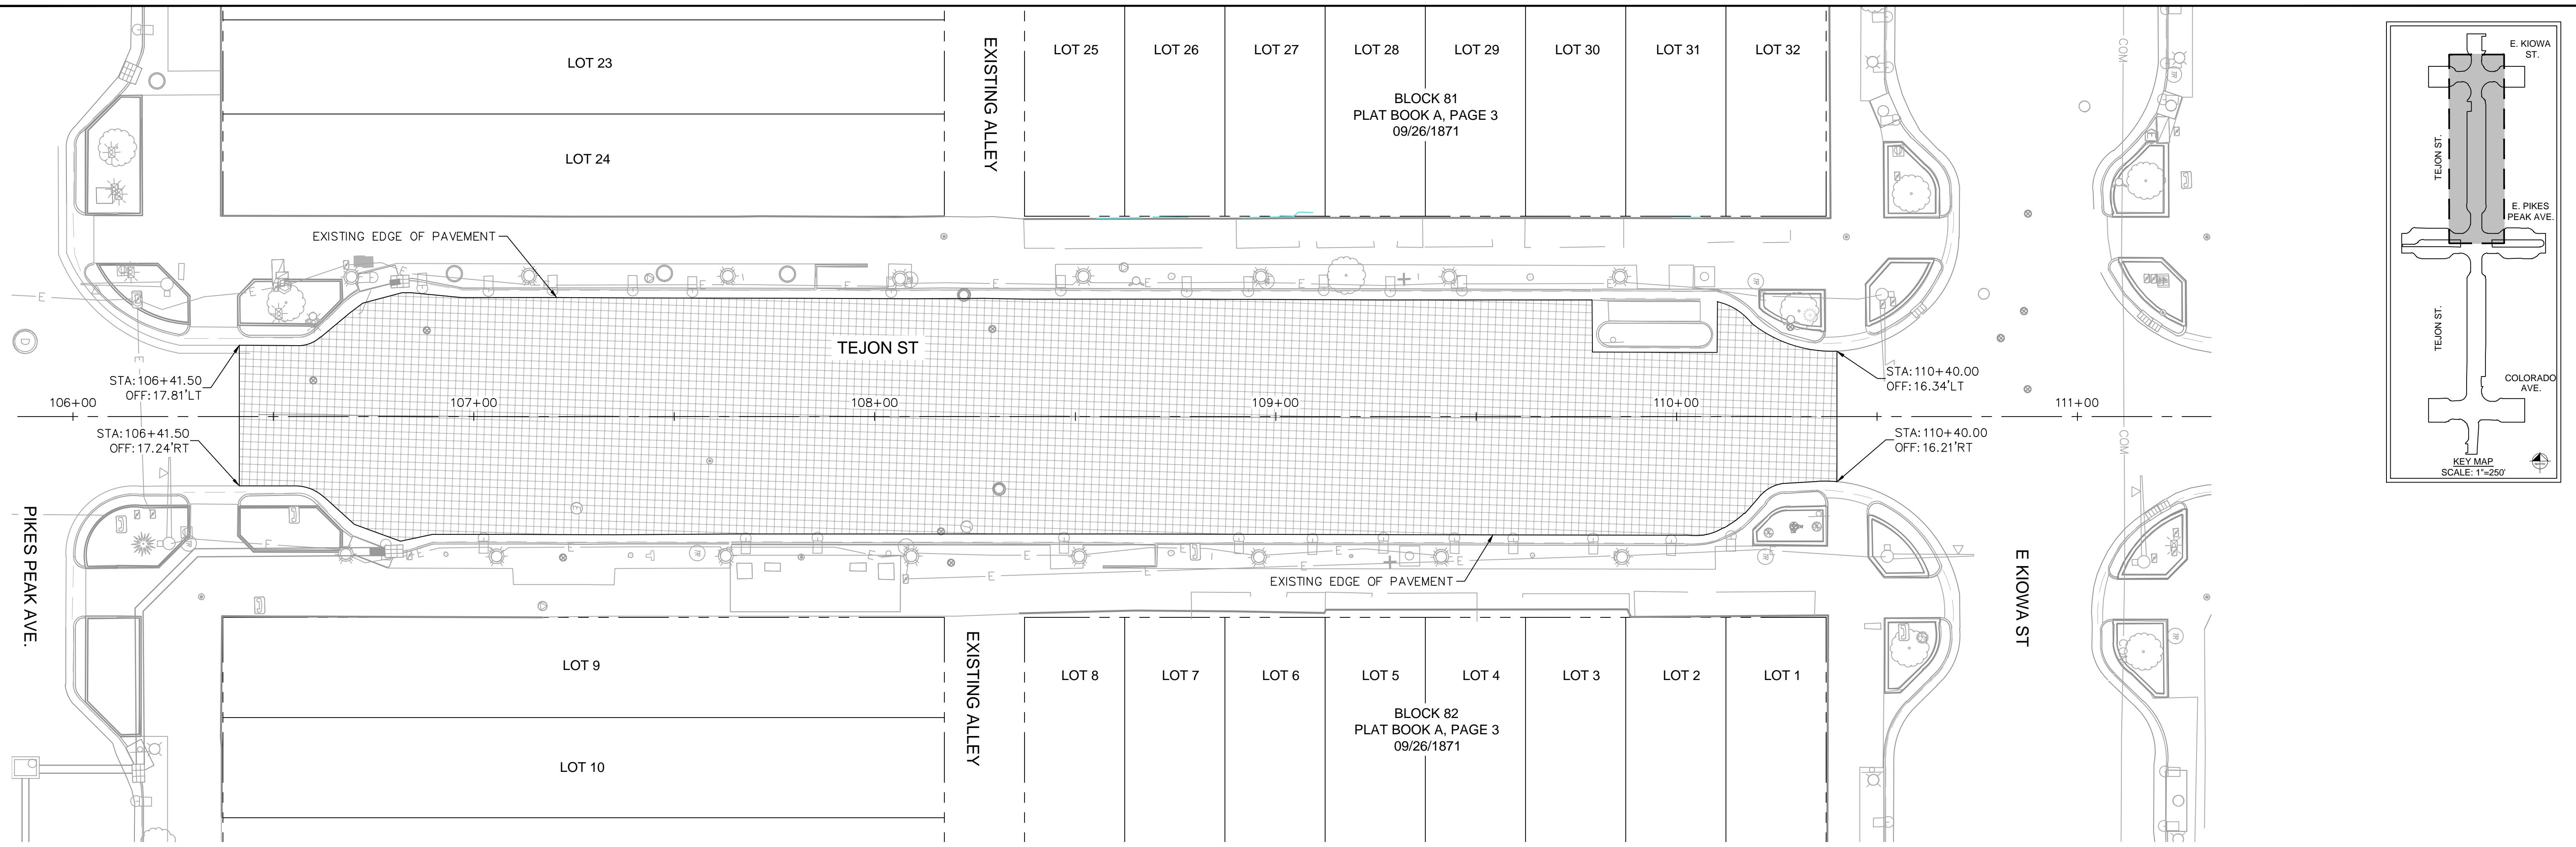 LOT 23
LOT 24
EXISTING ALLEY
LOT 25
LOT 26
LOT 27
LOT 28
LOT 29
LOT 30
LOT 31
LOT 32
BLOCK 81
PLAT BOOK A, PAGE 3
09/26/1871
COM
EXISTING EDGE OF PAVEMENT
TEJON ST
STA:106+41.50
OFF:17.81'LT
106+00
107+00
108+00
109+00
110+00
111+00
STA:110+40.00
OFF:16.34'LT
STA:106+41.50
OFF:17.24'RT
STA:110+40.00
OFF:16.21'RT
COM
PIKES PEAK AVE.
EXISTING EDGE OF PAVEMENT
E KIOWA ST
LOT 9
LOT 10
EXISTING ALLEY
LOT 8
LOT 7
LOT 6
LOT 5
LOT 4
LOT 3
LOT 2
LOT 1
BLOCK 82
PLAT BOOK A, PAGE 3
09/26/1871
E. KIOWA
ST.
TEJON ST.
E. PIKES
PEAK AVE.
TEJON ST.
COLORADO
AVE.
KEY MAP
SCALE: 1"=250'